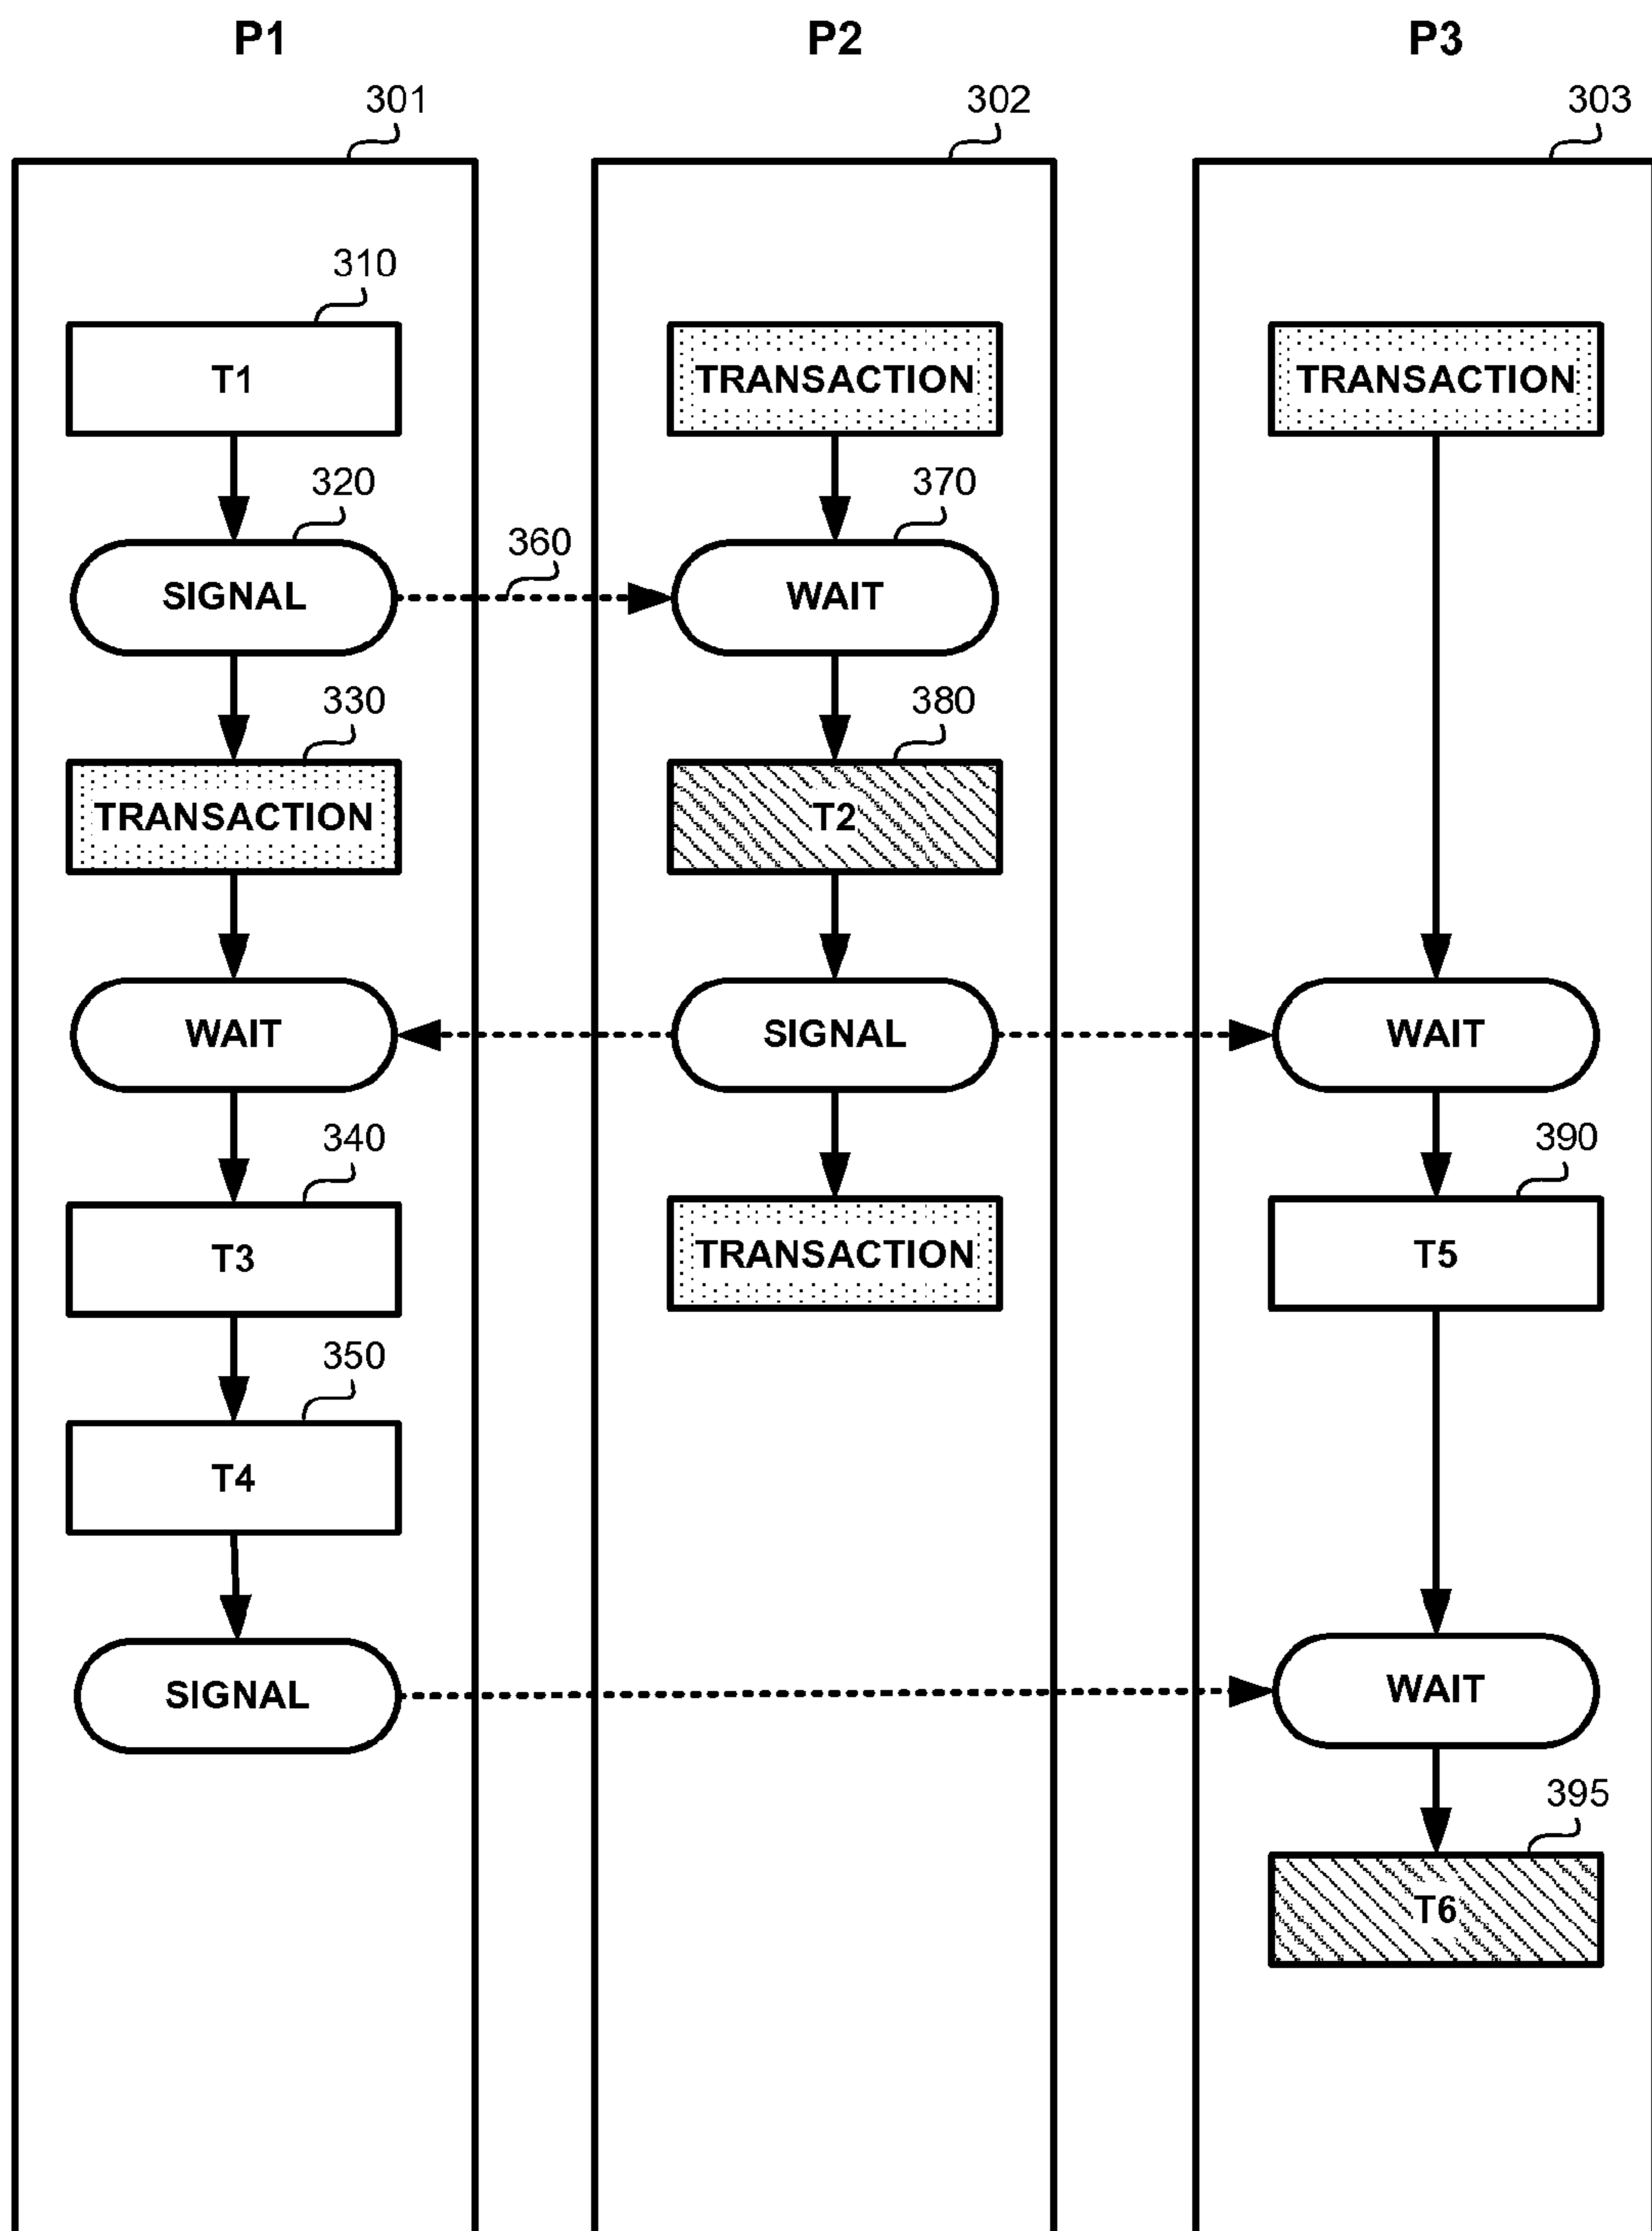 P1 P2 P3
301 302 303
310
T1 TRANSACTION TRANSACTION
320 370
360
SIGNAL WAIT
330 380
TRANSACTION T2
WAIT SIGNAL WAIT
340 390
T3 TRANSACTION T5
350
T4
SIGNAL WAIT
395
T6